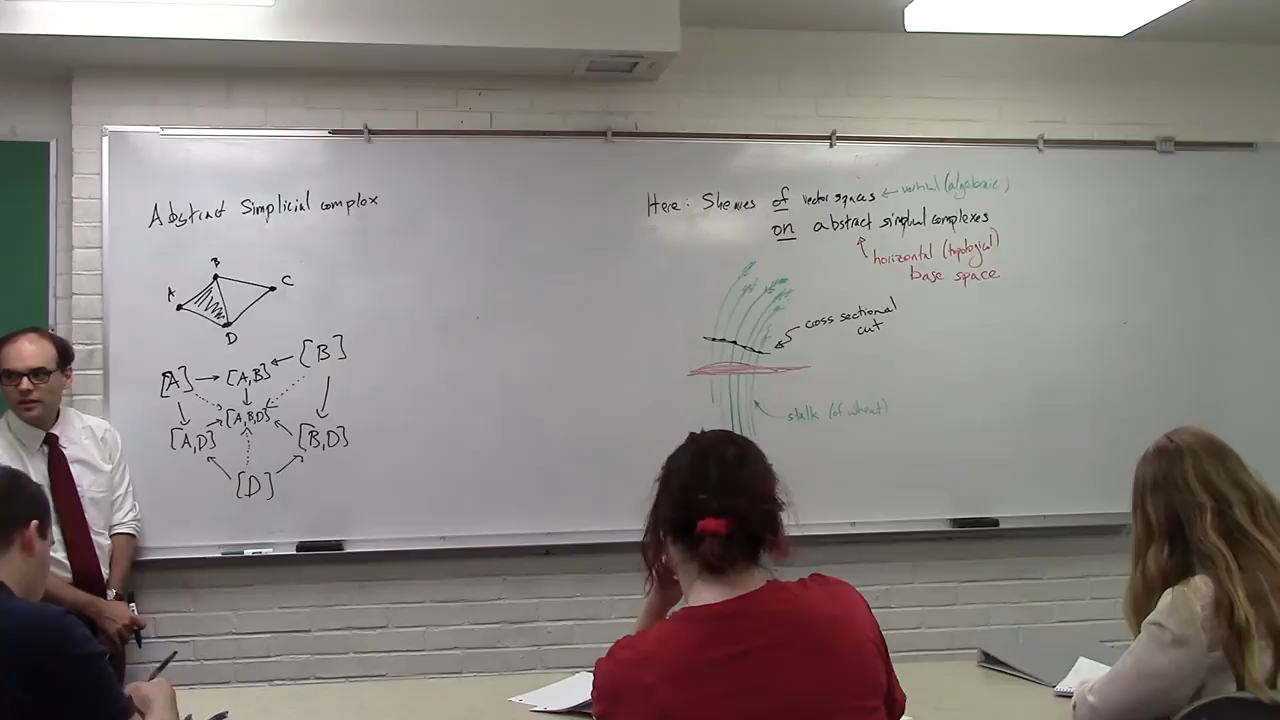 Abstract Simplicial complex
B
A
C
D
[A] [A,B] [B]
[A,B,D]
[A,D] [B,D]
[D]
Here: Sheaves of vector spaces ← vertical (algebraic)
on abstract simplicial complexes
horizontal (topological)
base space
cross sectional
cut
stalk (of wheat)